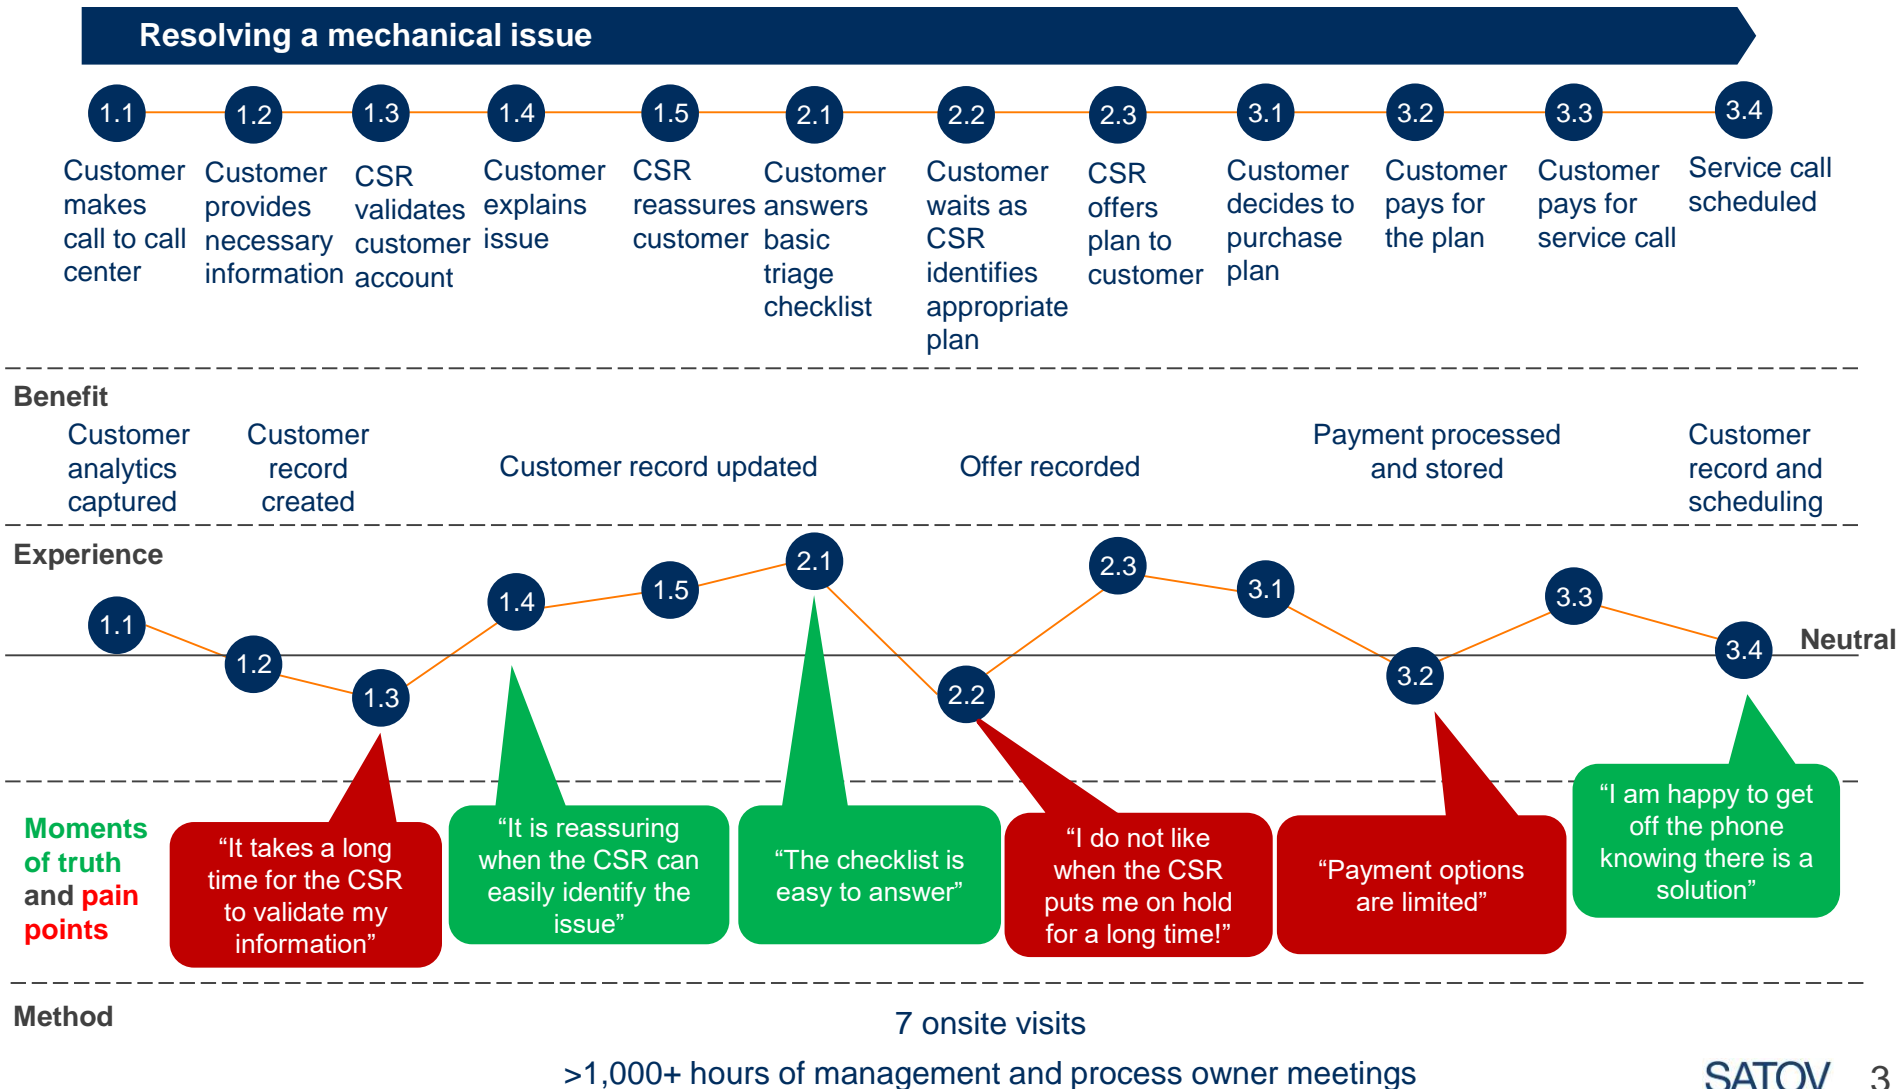 Resolving a mechanical issue
1.1
1.2
1.3
1.4
1.5
2.1
2.2
2.3
3.1
3.2
3.3
3.4
Customer
makes
call to call
center
Customer
provides
necessary
information
CSR
validates
customer
account
Customer
explains
issue
CSR
reassures
customer
Customer
answers
basic
triage
checklist
Customer
waits as
CSR
identifies
appropriate
plan
CSR
offers
plan to
customer
Customer
decides to
purchase
plan
Customer
pays for
the plan
Customer
pays for
service call
Service call
scheduled
Benefit
Customer
analytics
captured
Customer
record
created
Customer record updated
Offer recorded
Payment processed
and stored
Customer
record and
scheduling
Experience
1.1
1.2
1.3
1.4
1.5
2.1
2.2
2.3
3.1
3.2
3.3
3.4
Neutral
Moments
of truth
and pain
points
“It takes a long
time for the CSR
to validate my
information”
“It is reassuring
when the CSR can
easily identify the
issue”
“The checklist is
easy to answer”
“I do not like
when the CSR
puts me on hold
for a long time!”
“Payment options
are limited”
“I am happy to get
off the phone
knowing there is a
solution”
Method
7 onsite visits
>1,000+ hours of management and process owner meetings
SATOV
3